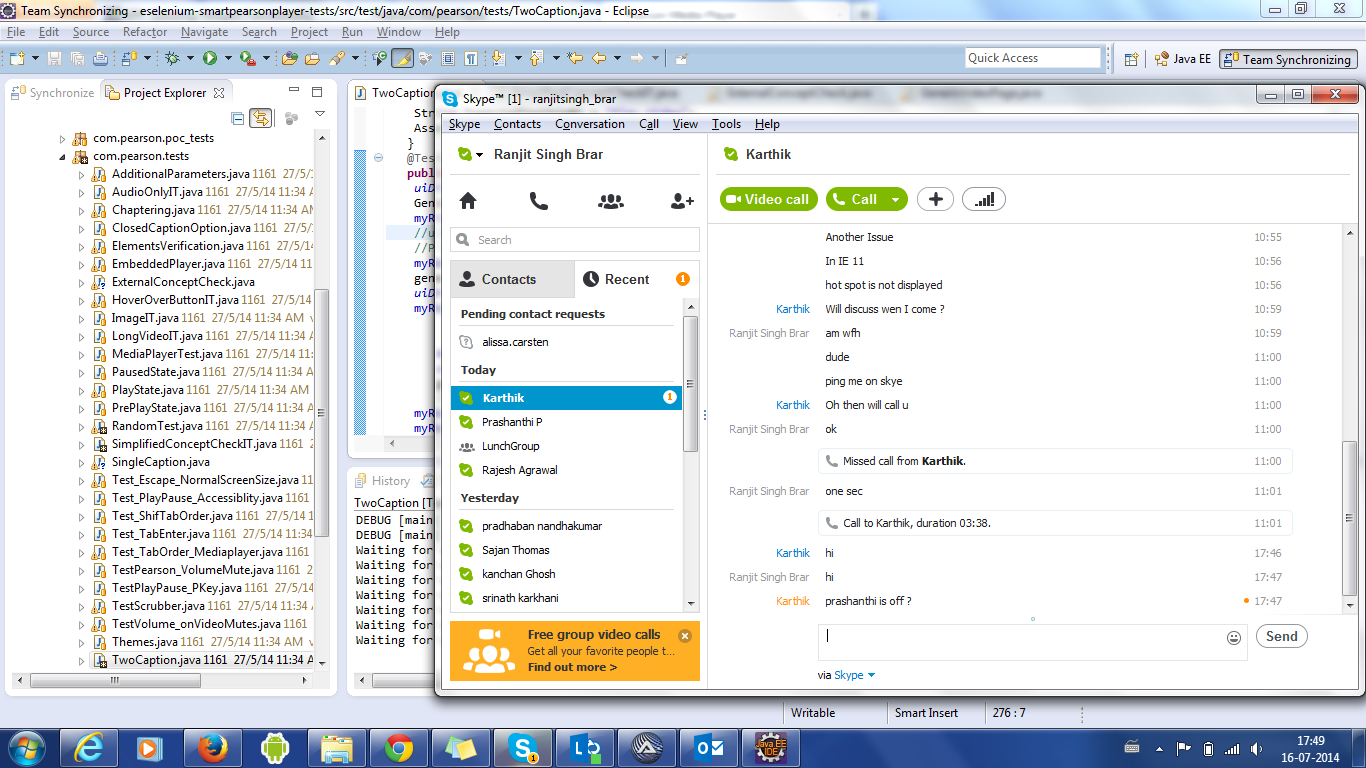 Team Synchronizing - eselenium-smartpearsonplayer-tests/src/test/java/com/pearson/tests/TwoCaption.java - Eclipse
File Edit Source Refactor Navigate Search Project Run Window Help
Quick Access
Java EE
Team Synchronizing
Synchronize
Project Explorer
com.pearson.poc_tests
com.pearson.tests
AdditionalParameters.java 1161 27/5/1
AudioOnlyIT.java 1161 27/5/14 11:34 A
Chaptering.java 1161 27/5/14 11:34 AM
ClosedCaptionOption.java 1161 27/5/14
ElementsVerification.java 1161 27/5/14
EmbeddedPlayer.java 1161 27/5/14 11
ExternalConceptCheck.java
HoverOverButtonIT.java 1161 27/5/14
ImageIT.java 1161 27/5/14 11:34 AM v
LongVideoIT.java 1161 27/5/14 11:34 A
MediaPlayerTest.java 1161 27/5/14 11:
PausedState.java 1161 27/5/14 11:34 A
PlayState.java 1161 27/5/14 11:34 AM
PrePlayState.java 1161 27/5/14 11:34 A
RandomTest.java 1161 27/5/14 11:34 A
SimplifiedConceptCheckIT.java 1161 2
SingleCaption.java
Test_Escape_NormalScreenSize.java 1161
Test_PlayPause_Accessiblity.java 1161
Test_ShifTabOrder.java 1161 27/5/14 1
Test_TabEnter.java 1161 27/5/14 11:34
Test_TabOrder_Mediaplayer.java 1161
TestPearson_VolumeMute.java 1161 27
TestPlayPause_PKey.java 1161 27/5/14
TestScrubber.java 1161 27/5/14 11:34 A
TestVolume_onVideoMutes.java 1161
Themes.java 1161 27/5/14 11:34 AM v
TwoCaption.java 1161 27/5/14 11:34 A
TwoCaption
Str
Ass
}
@Tes
publ
uiD
Gen
myR
//u
//P
myR
gen
uiD
myR
myR
myR
History
TwoCaption [T
DEBUG [main
DEBUG [main
Waiting for
Waiting for
Waiting for
Waiting for
Waiting for
Waiting for
Waiting for
Skype™ [1] - ranjitsingh_brar
Skype Contacts Conversation Call View Tools Help
Ranjit Singh Brar
Search
Contacts
Recent 1
Pending contact requests
alissa.carsten
Today
Karthik 1
Prashanthi P
LunchGroup
Rajesh Agrawal
Yesterday
pradhaban nandhakumar
Sajan Thomas
kanchan Ghosh
srinath karkhani
Free group video calls
Get all your favorite people t...
Find out more >
Karthik
Video call
Call
Another Issue 10:55
In IE 11 10:56
hot spot is not displayed 10:56
Karthik Will discuss wen I come ? 10:59
Ranjit Singh Brar am wfh 10:59
dude 11:00
ping me on skye 11:00
Karthik Oh then will call u 11:00
Ranjit Singh Brar ok 11:00
Missed call from Karthik. 11:00
Ranjit Singh Brar one sec 11:01
Call to Karthik, duration 03:38. 11:01
Karthik hi 17:46
Ranjit Singh Brar hi 17:47
Karthik prashanthi is off ? 17:47
Send
via Skype
Writable
Smart Insert
276 : 7
1
Java EE
IDE
17:49
16-07-2014